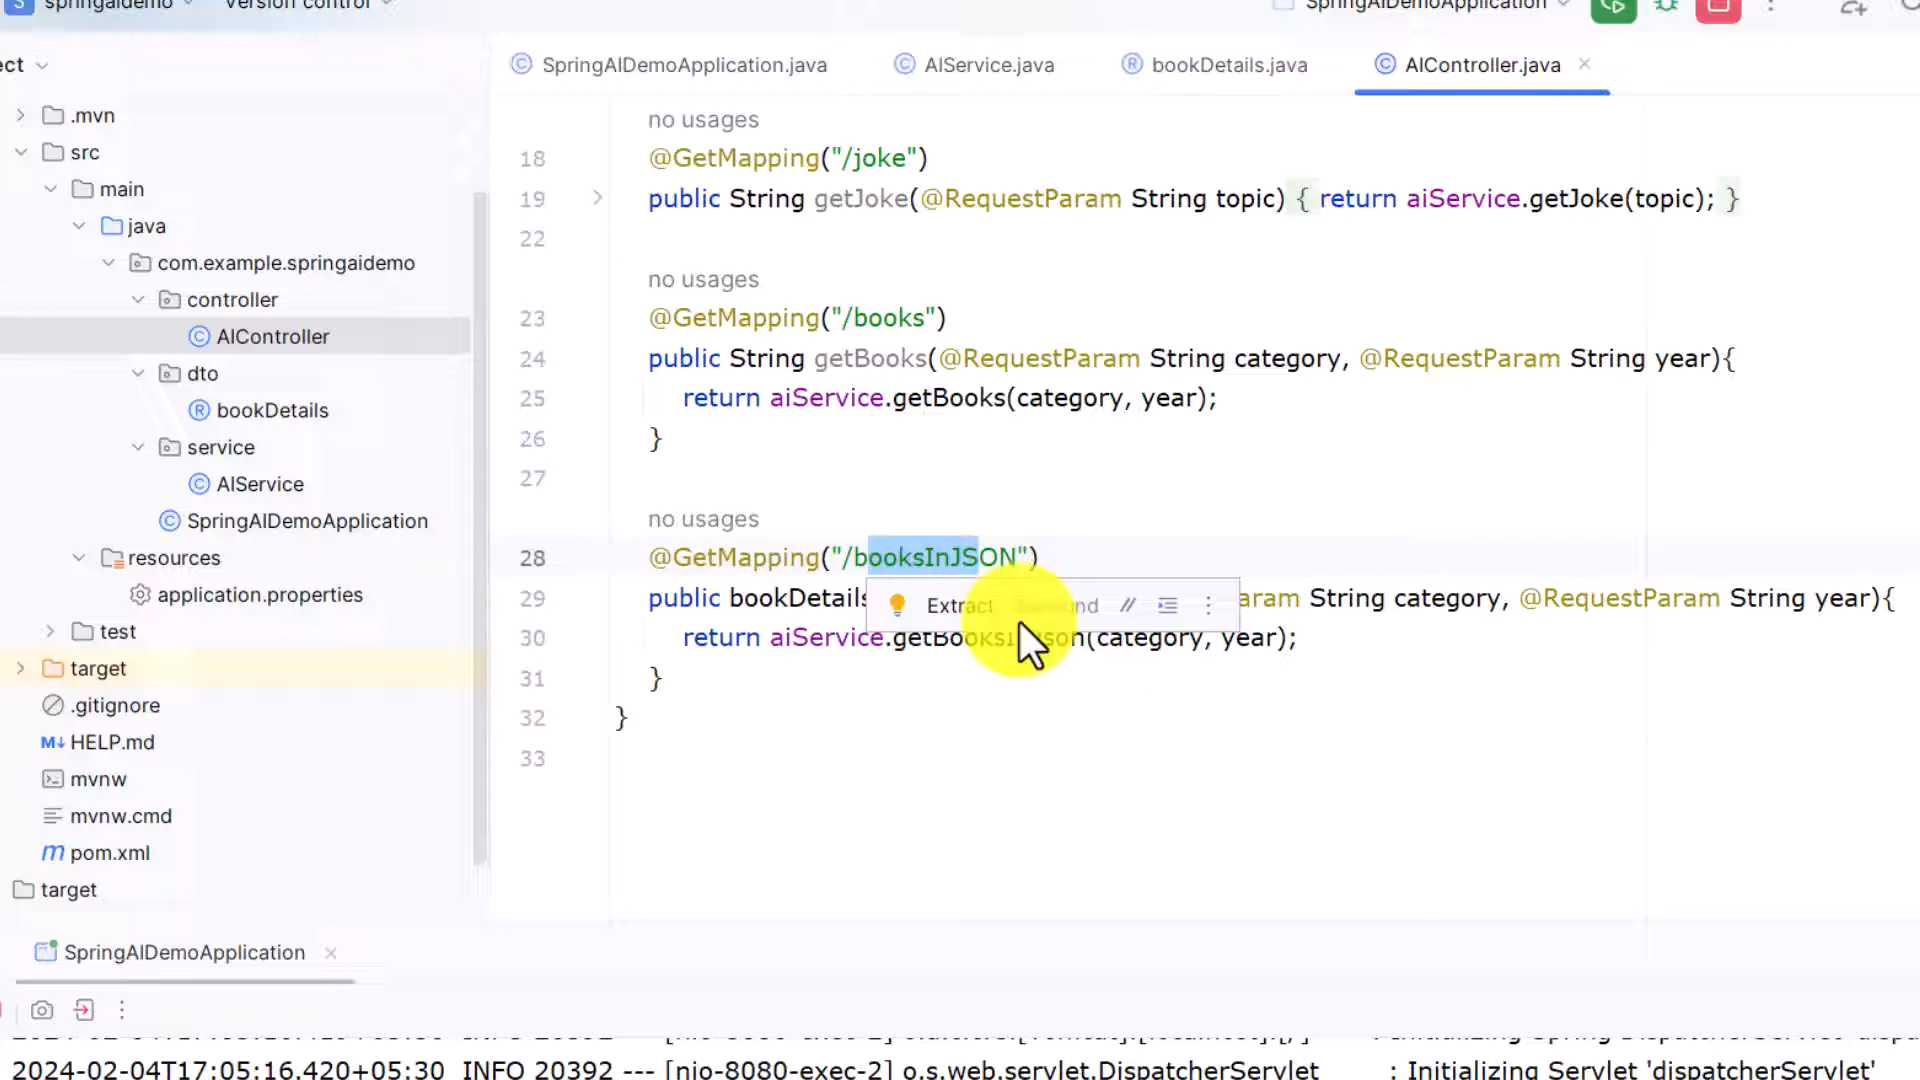 springaidemo
Version control
SpringAIDemoApplication
ect
SpringAIDemoApplication.java
AIService.java
bookDetails.java
AIController.java
.mvn
src
main
java
com.example.springaidemo
controller
AIController
dto
bookDetails
service
AIService
SpringAIDemoApplication
resources
application.properties
test
target
.gitignore
HELP.md
mvnw
mvnw.cmd
pom.xml
target
no usages
18 @GetMapping("/joke")
19 public String getJoke(@RequestParam String topic) { return aiService.getJoke(topic); }
22
no usages
23 @GetMapping("/books")
24 public String getBooks(@RequestParam String category, @RequestParam String year){
25 return aiService.getBooks(category, year);
26 }
27
no usages
28 @GetMapping("/booksInJSON")
29 public bookDetails aram String category, @RequestParam String year){
Extract
30 return aiService.getBooks (category, year);
31 }
32 }
33
SpringAIDemoApplication
2024-02-04T17:05:16.420+05:30 INFO 20392 --- [nio-8080-exec-2] o.s.web.servlet.DispatcherServlet : Initializing Servlet 'dispatcherServlet'